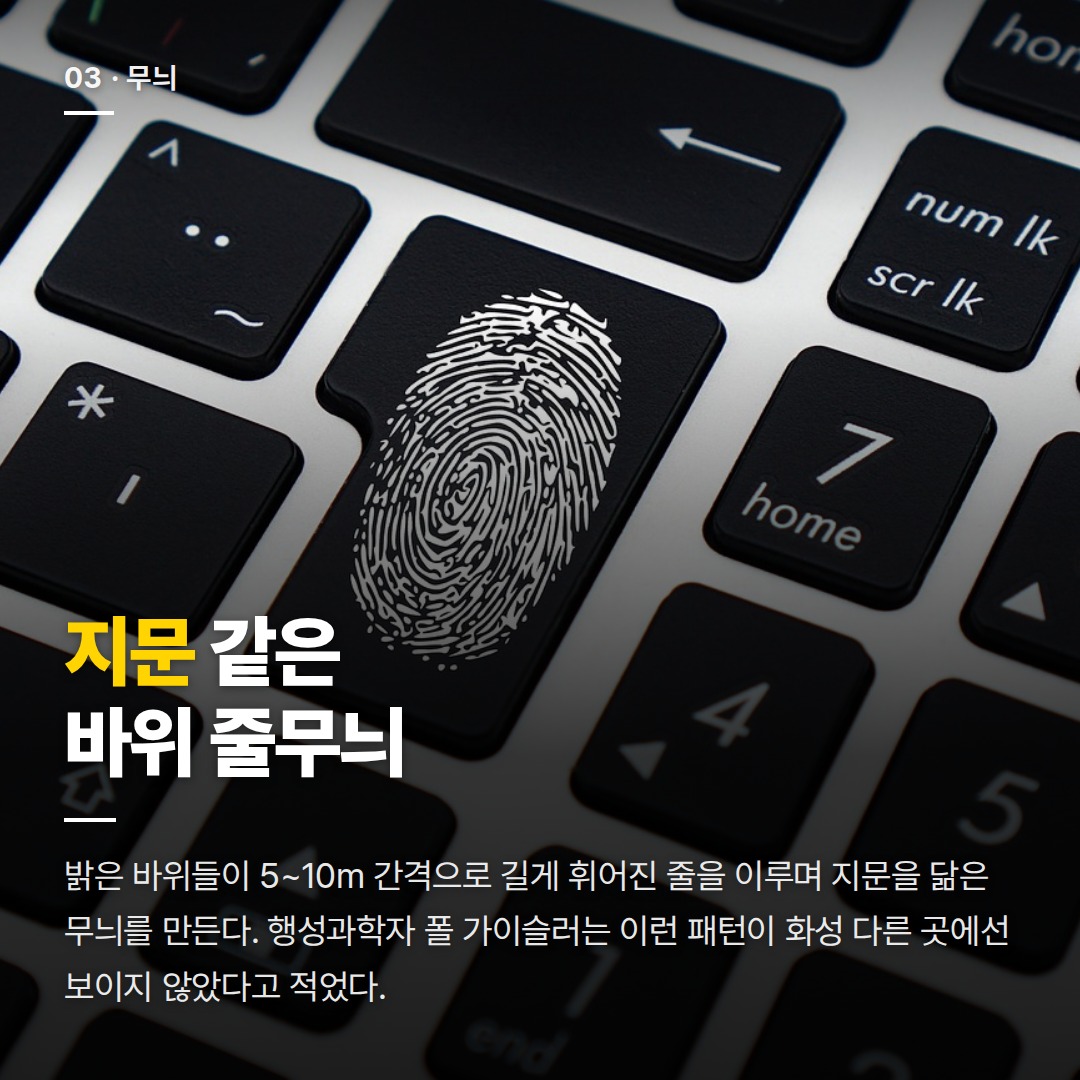 03 · 무늬
hom
^
..
~
←
num lk
scr lk
*
'
7
home
4
5
1
end
2
지문 같은
바위 줄무늬
밝은 바위들이 5~10m 간격으로 길게 휘어진 줄을 이루며 지문을 닮은
무늬를 만든다. 행성과학자 폴 가이슬러는 이런 패턴이 화성 다른 곳에선
보이지 않았다고 적었다.